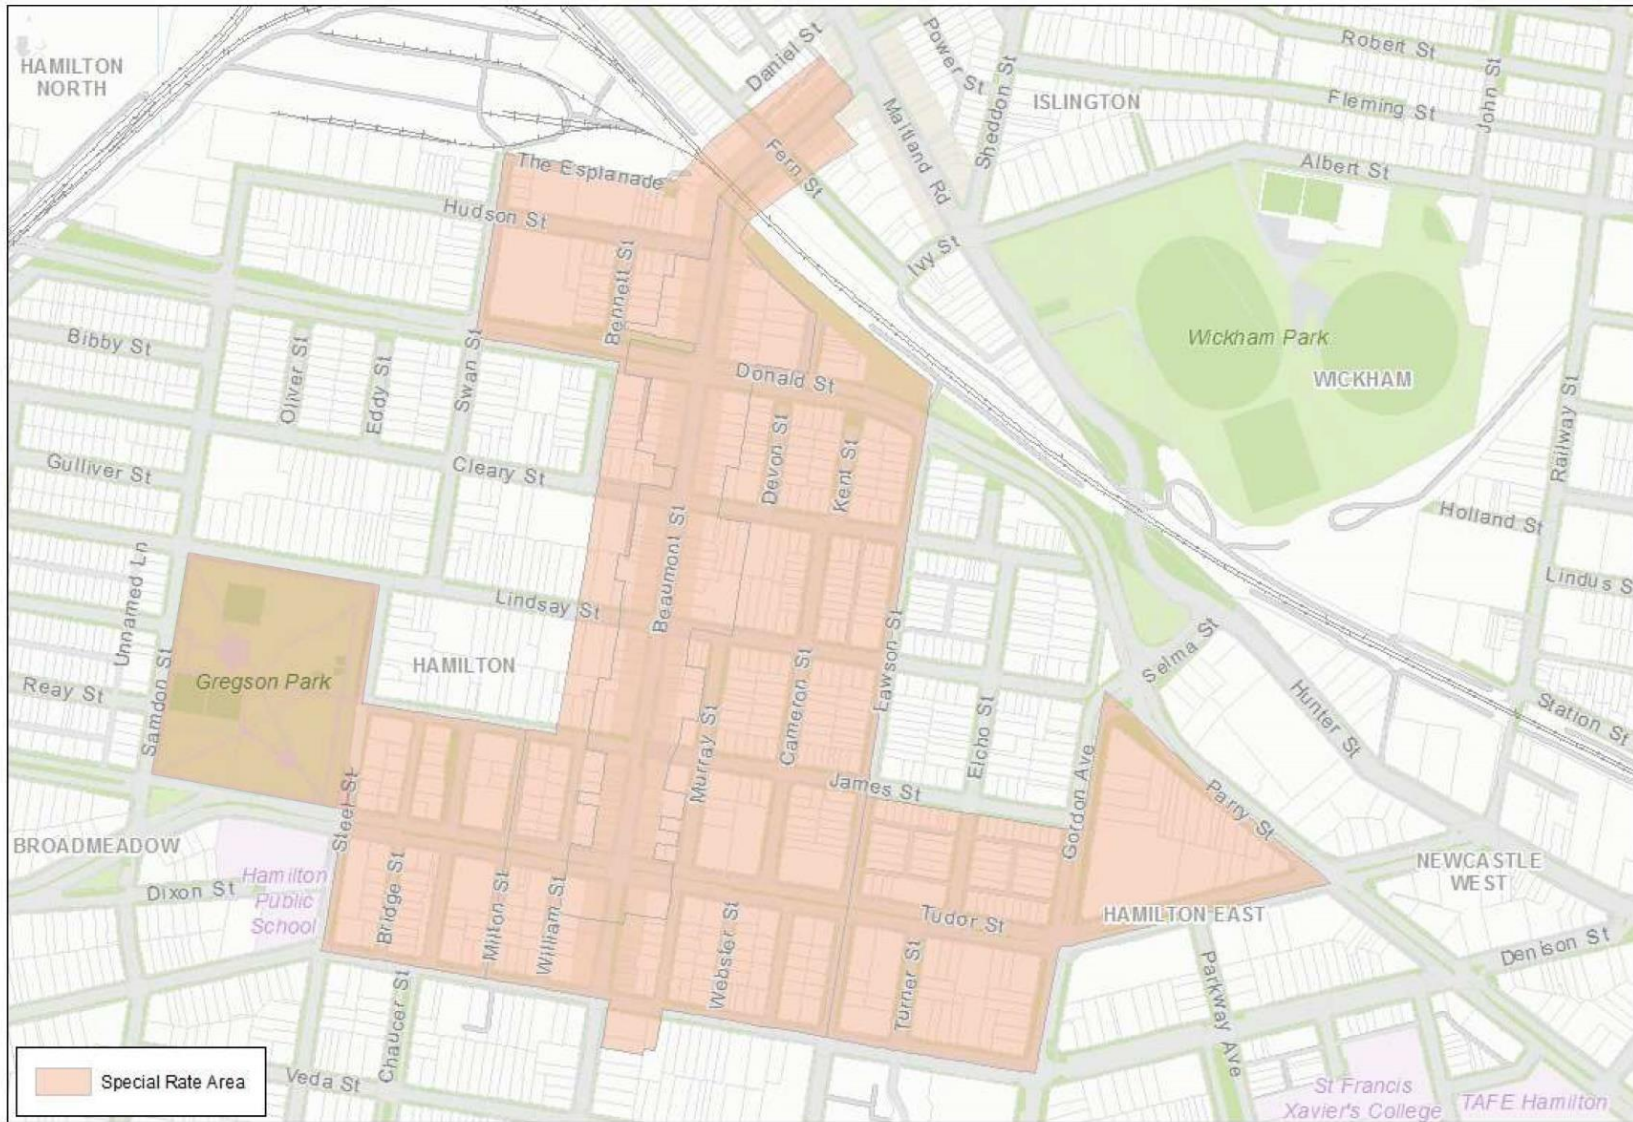 HAMILTON
NORTH
Daniel St
Power St
Sheddon St
ISLINGTON
Robert St
John St
Fleming St
Albert St
The Esplanade
Fern St
Maitland Rd
Hudson St
Ivy St
Bennett St
Bibby St
Oliver St
Eddy St
Swan St
Donald St
Wickham Park
WICKHAM
Railway St
Gulliver St
Cleary St
Devon St
Kent St
Beaumont St
Holland St
Unnamed Ln
Lindsay St
Lindus S
HAMILTON
Gregson Park
Reay St
Samdon St
Murray St
Cameron St
Lawson St
Elcho St
Selma St
Hunter St
Station St
James St
Gordon Ave
Parry St
Steel St
BROADMEADOW
NEWCASTLE
WEST
Dixon St
Hamilton
Public
School
Bridge St
Milton St
William St
Webster St
Tudor St
Turner St
HAMILTON EAST
Denison St
Parkway Ave
Chaucer St
Veda St
Special Rate Area
St Francis
Xavier's College
TAFE Hamilton